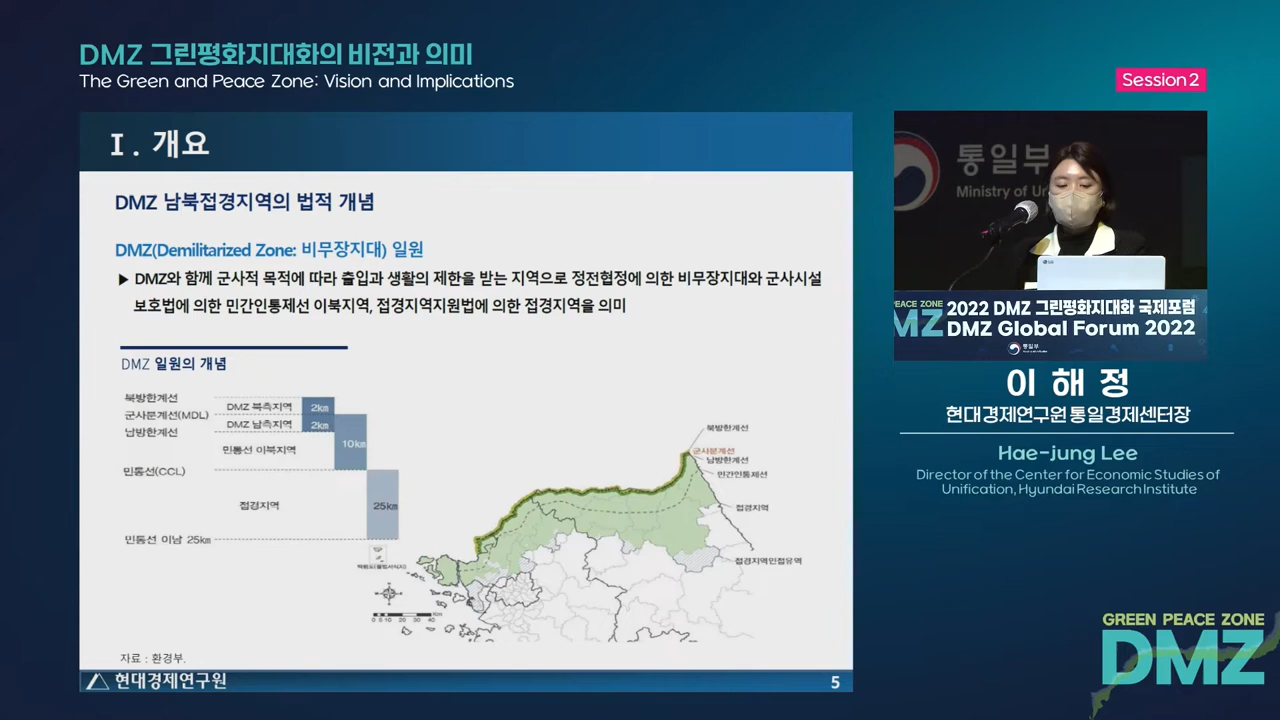 DMZ 그린평화지대화의 비전과 의미
The Green and Peace Zone: Vision and Implications
Session 2
Ⅰ. 개요
DMZ 남북접경지역의 법적 개념
DMZ(Demilitarized Zone: 비무장지대) 일원
▶ DMZ와 함께 군사적 목적에 따라 출입과 생활의 제한을 받는 지역으로 정전협정에 의한 비무장지대와 군사시설
보호법에 의한 민간인통제선 이북지역, 접경지역지원법에 의한 접경지역을 의미
DMZ 일원의 개념
북방한계선
군사분계선(MDL)
남방한계선
민통선(CCL)
민통선 이남 25km
DMZ 북측지역
DMZ 남측지역
민통선 이북지역
접경지역
2km
2km
10km
25km
북방한계선
군사분계선
남방한계선
민간인통제선
접경지역
접경지역인접유역
0 5 10 20 30 40 Km
자료 : 환경부.
현대경제연구원
5
통일부
Ministry of Un
PEACE ZONE
MZ
2022 DMZ 그린평화지대화 국제포럼
DMZ Global Forum 2022
통일부
이 해 정
현대경제연구원 통일경제센터장
Hae-jung Lee
Director of the Center for Economic Studies of
Unification, Hyundai Research Institute
GREEN PEACE ZONE
DMZ